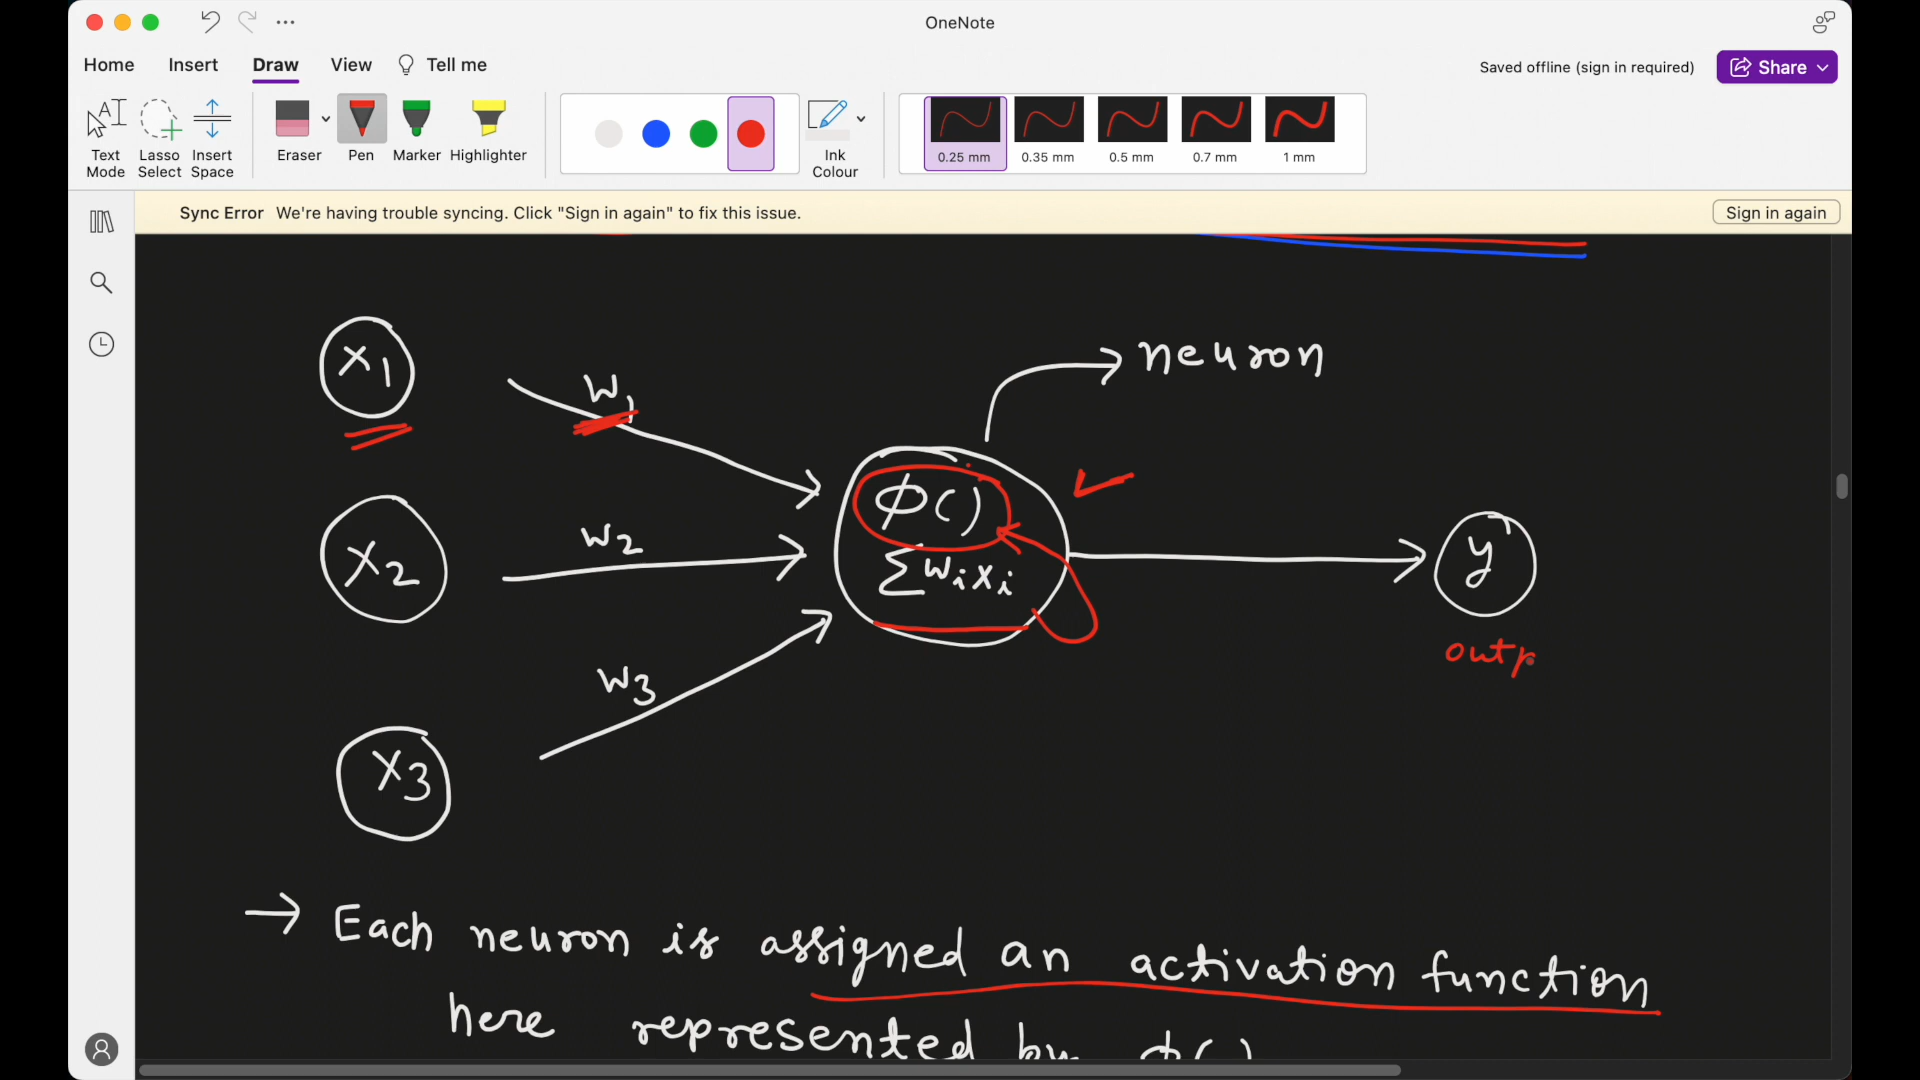 OneNote
Home Insert Draw View Tell me
Saved offline (sign in required) Share
Text Mode
Lasso Select
Insert Space
Eraser
Pen
Marker
Highlighter
Ink Colour
0.25 mm
0.35 mm
0.5 mm
0.7 mm
1 mm
Sync Error We're having trouble syncing. Click "Sign in again" to fix this issue. Sign in again
x1
w1
neuron
ϕ()
x2
w2
∑wixi
y
outp
w3
x3
→ Each neuron is assigned an activation function
here represented by ϕ()